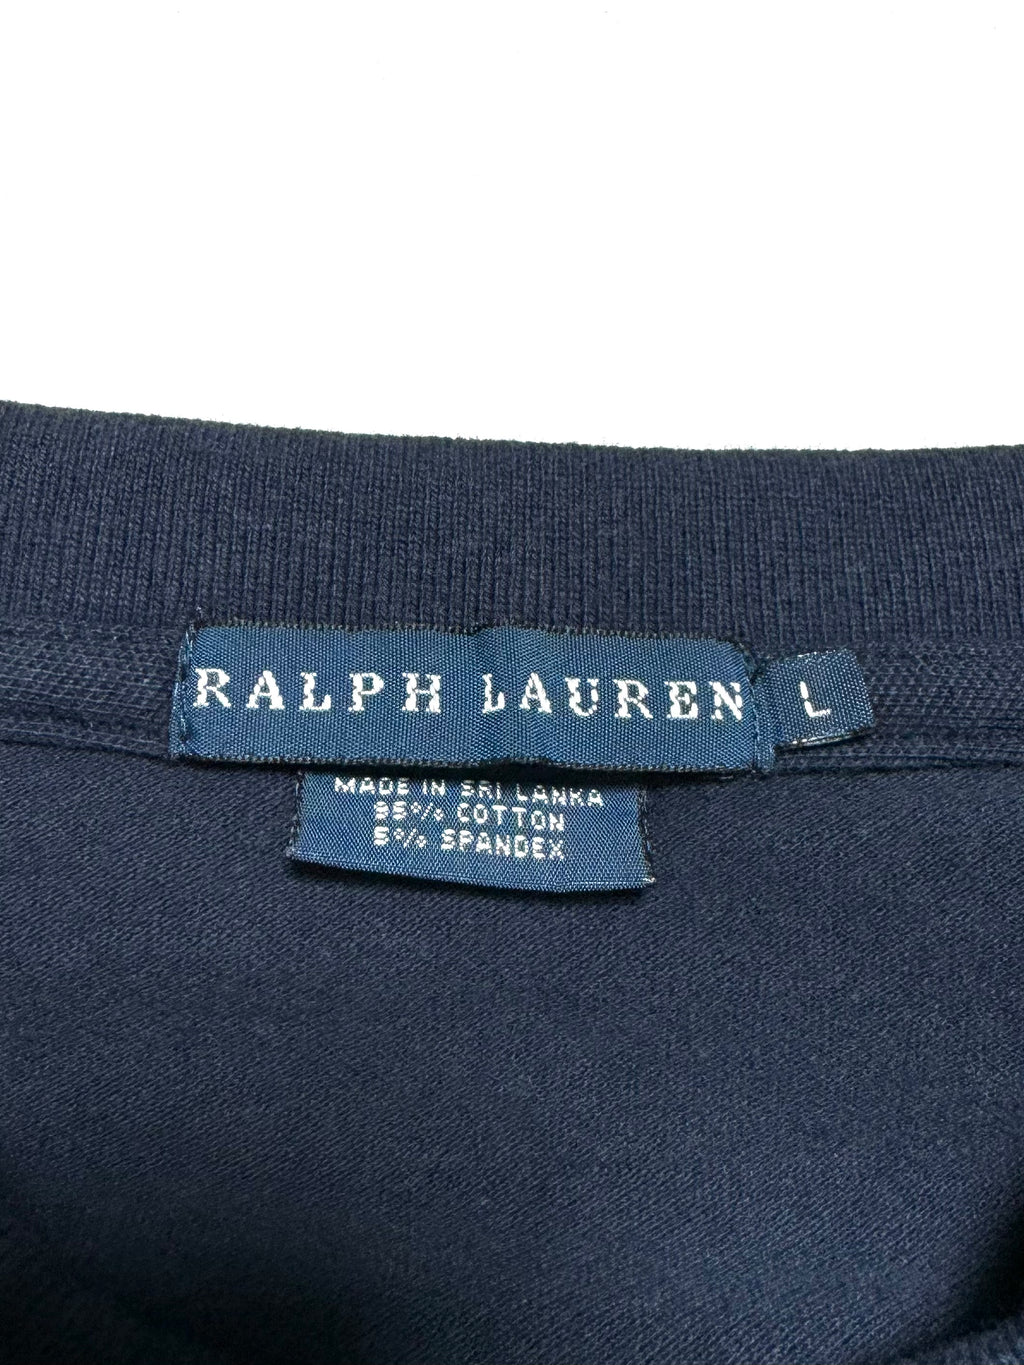 RALPH LAUREN
L
MADE IN SRI LANKA
95% COTTON
5% SPANDEX